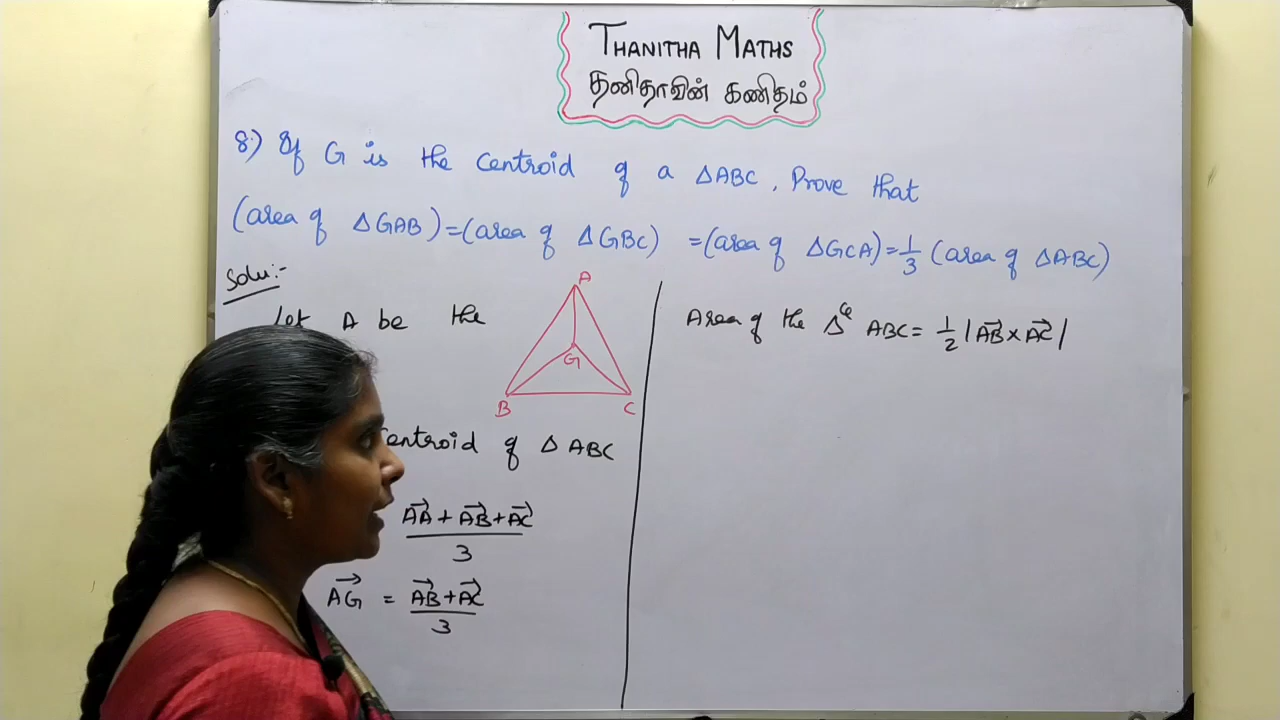 THANITHA MATHS
தனிதாவின் கணிதம்
8) If G is the centroid of a ΔABC, Prove that
(area of ΔGAB)=(area of ΔGBC) =(area of ΔGCA)=1/3 (area of ΔABC)
Solu:-
Let A be the
A
G
B
C
Centroid of Δ ABC
AA→ + AB→ + AC→ / 3
AG→ = AB→ + AC→ / 3
Area of the Δle ABC = 1/2 |AB→ × AC→|